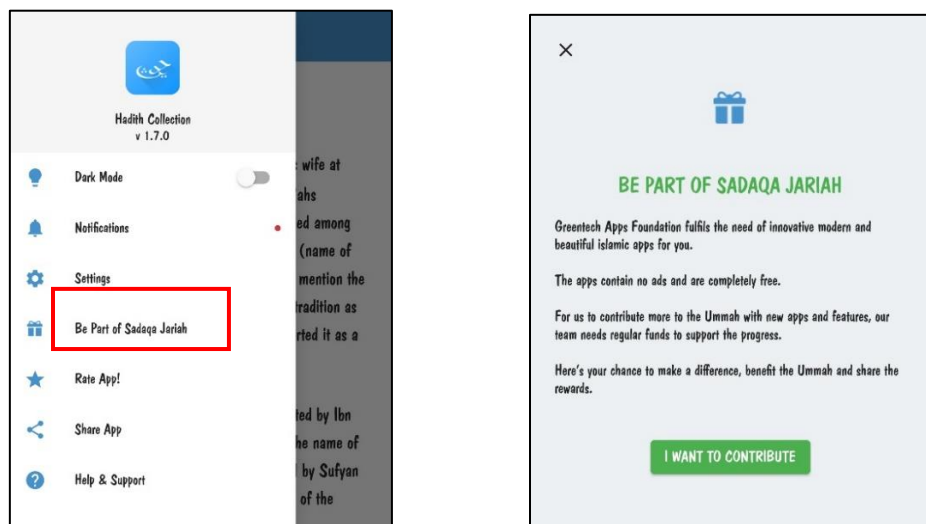 Hadith Collection
v 1.7.0
Dark Mode
Notifications
Settings
Be Part of Sadaqa Jariah
Rate App!
Share App
Help & Support
wife at
ahs
ed among
(name of
mention the
tradition as
rted it as a
ted by Ibn
he name of
by Sufyan
of the
BE PART OF SADAQA JARIAH
Greentech Apps Foundation fulfils the need of innovative modern and
beautiful islamic apps for you.
The apps contain no ads and are completely free.
For us to contribute more to the Ummah with new apps and features, our
team needs regular funds to support the progress.
Here's your chance to make a difference, benefit the Ummah and share the
rewards.
I WANT TO CONTRIBUTE